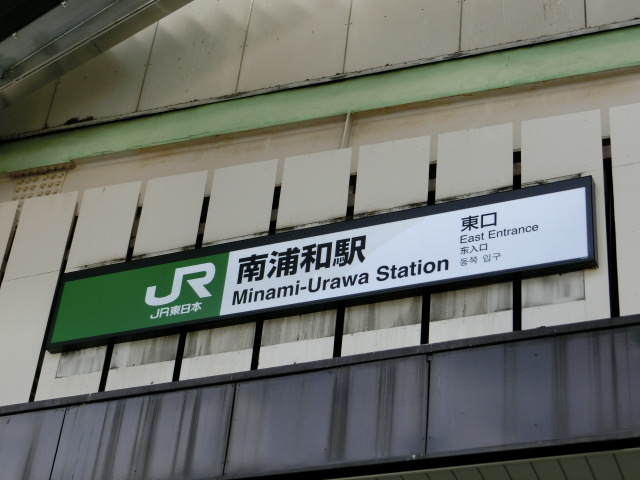 JR
JR東日本
南浦和駅
Minami-Urawa Station
東口
East Entrance
东入口
동쪽 입구